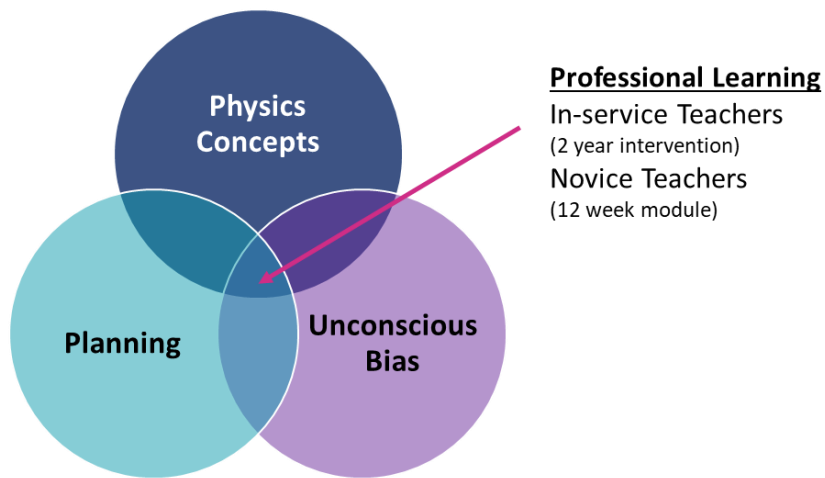 Physics
Concepts
Professional Learning
In-service Teachers
(2 year intervention)
Novice Teachers
(12 week module)
Planning
Unconscious
Bias